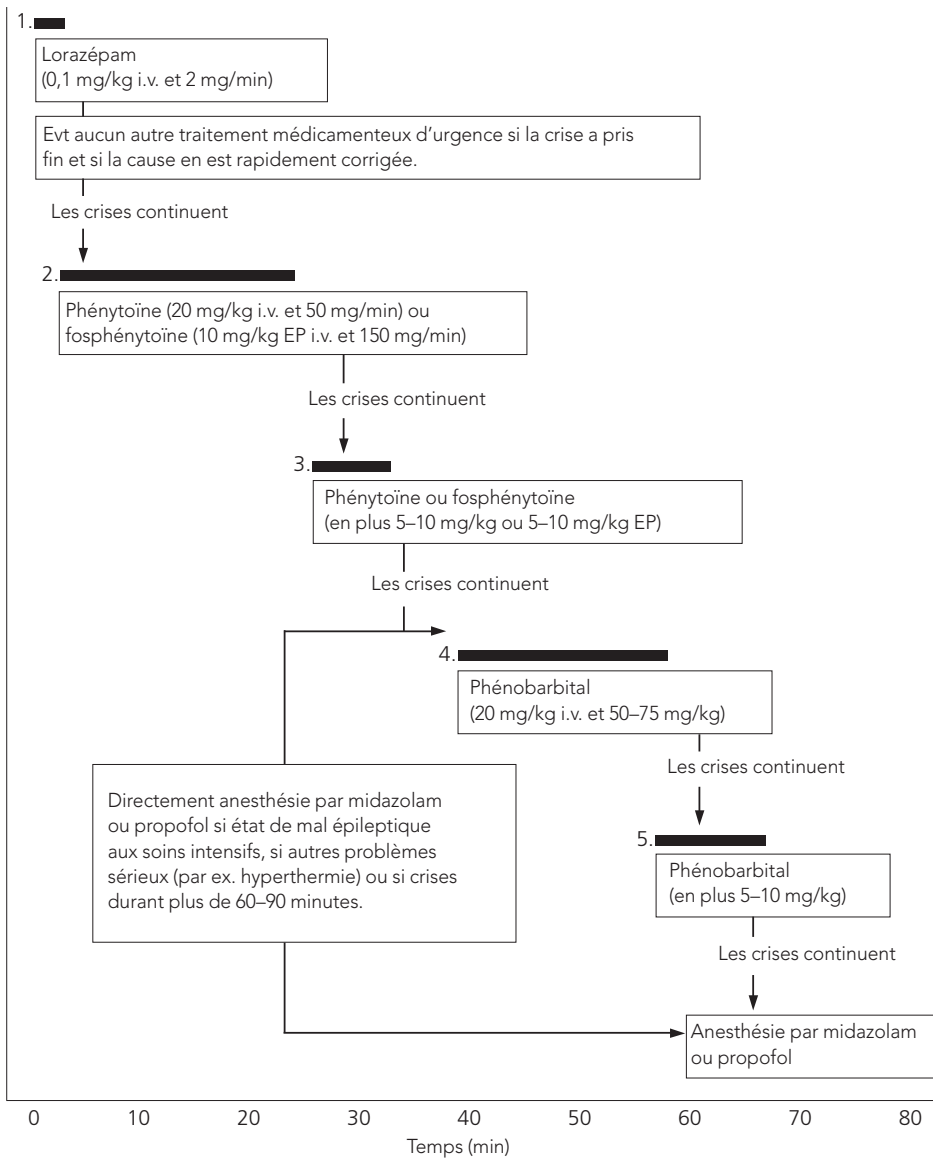 1.
Lorazépam
(0,1 mg/kg i.v. et 2 mg/min)
Evt aucun autre traitement médicamenteux d’urgence si la crise a pris
fin et si la cause en est rapidement corrigée.
Les crises continuent
2.
Phénytoïne (20 mg/kg i.v. et 50 mg/min) ou
fosphénytoïne (10 mg/kg EP i.v. et 150 mg/min)
Les crises continuent
3.
Phénytoïne ou fosphénytoïne
(en plus 5–10 mg/kg ou 5–10 mg/kg EP)
Les crises continuent
4.
Phénobarbital
(20 mg/kg i.v. et 50–75 mg/kg)
Les crises continuent
Directement anesthésie par midazolam
ou propofol si état de mal épileptique
aux soins intensifs, si autres problèmes
sérieux (par ex. hyperthermie) ou si crises
durant plus de 60–90 minutes.
5.
Phénobarbital
(en plus 5–10 mg/kg)
Les crises continuent
Anesthésie par midazolam
ou propofol
0 10 20 30 40 50 60 70 80
Temps (min)